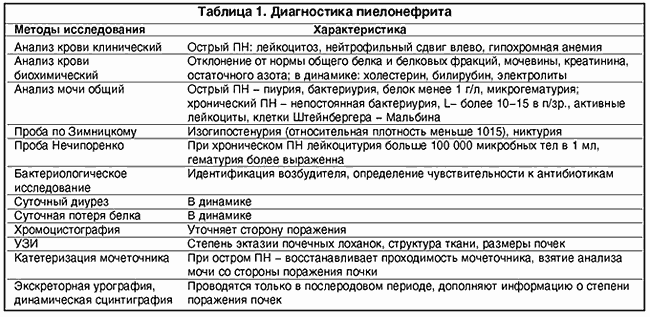 Таблица 1. Диагностика пиелонефрита
Методы исследования Характеристика
Анализ крови клинический Острый ПН: лейкоцитоз, нейтрофильный сдвиг влево, гипохромная анемия
Анализ крови Отклонение от нормы общего белка и белковых фракций, мочевины, креатинина,
биохимический остаточного азота; в динамике: холестерин, билирубин, электролиты
Анализ мочи общий Острый ПН – пиурия, бактериурия, белок менее 1 г/л, микрогематурия;
хронический ПН – непостоянная бактериурия, L– более 10–15 в п/зр., активные
лейкоциты, клетки Штейнбергера – Мальбина
Проба по Зимницкому Изогипостенурия (относительная плотность меньше 1015), никтурия
Проба Нечипоренко При хроническом ПН лейкоцитурия больше 100 000 микробных тел в 1 мл,
гематурия более выраженна
Бактериологическое Идентификация возбудителя, определение чувствительности к антибиотикам
исследование
Суточный диурез В динамике
Суточная потеря белка В динамике
Хромоцистография Уточняет сторону поражения
УЗИ Степень эктазии почечных лоханок, структура ткани, размеры почек
Катетеризация мочеточника При остром ПН – восстанавливает проходимость мочеточника, взятие анализа
мочи со стороны поражения почки
Экскреторная урография, Проводятся только в послеродовом периоде, дополняют информацию о степени
динамическая сцинтиграфия поражения почек